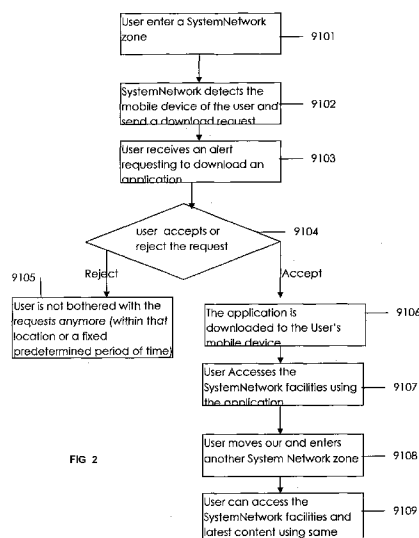 User enter a SystemNetwork
zone
9101
SystemNetwork detects the
mobile device of the user and
send a download request
9102
User receives an alert
requesting to download an
application
9103
user accepts or
reject the request
9104
Reject
Accept
9105
User is not bothered with the
requests anymore (within that
location or a fixed
predetermined period of time)
The application is
downloaded to the User's
mobile device
9106
User Accesses the
SystemNetwork facilities using
the application
9107
User moves our and enters
another System Network zone
9108
User can access the
SystemNetwork facilities and
latest content using same
9109
FIG 2